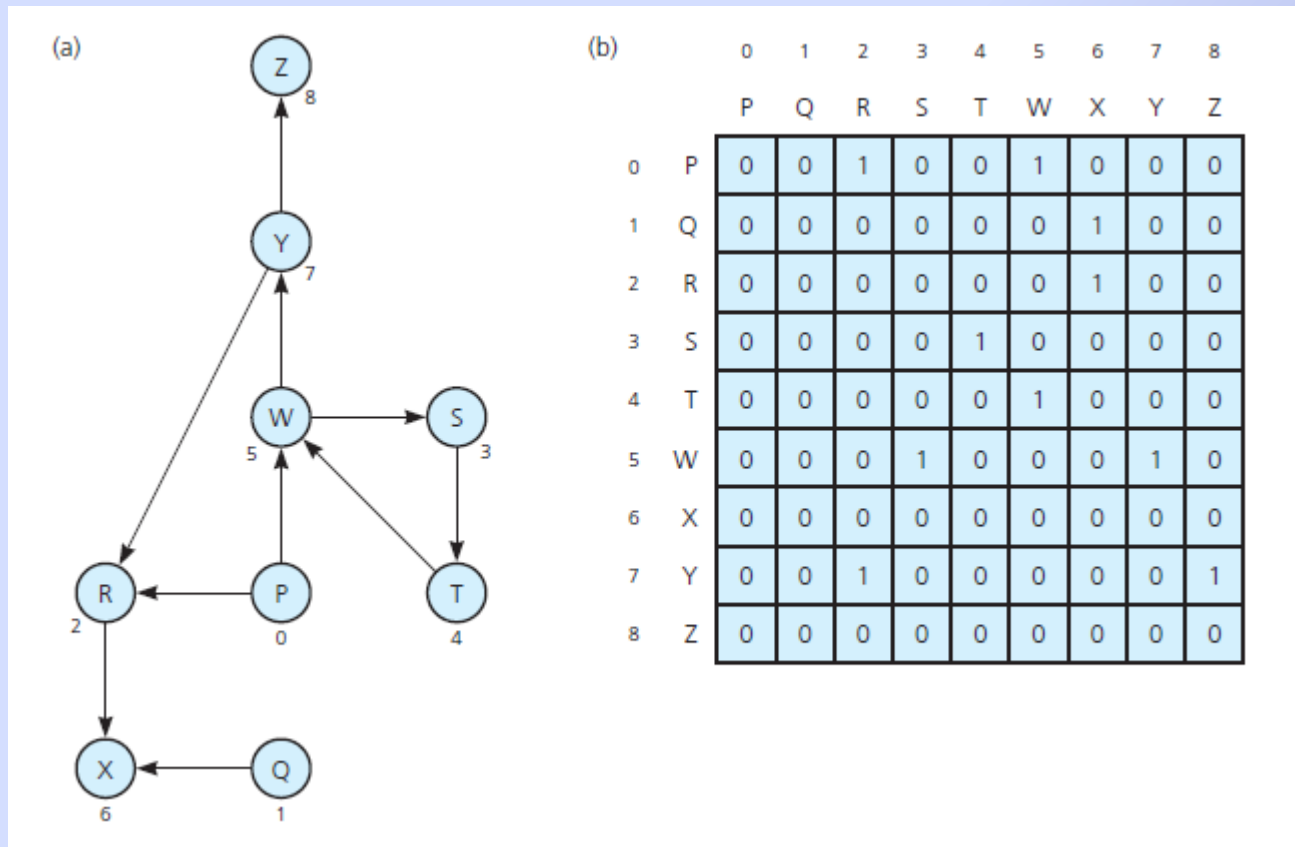 (a)
Z
8
Y
7
W
5
S
3
R
2
P
0
T
4
X
6
Q
1
(b)
0 1 2 3 4 5 6 7 8
P Q R S T W X Y Z
0 P 0 0 1 0 0 1 0 0 0
1 Q 0 0 0 0 0 0 1 0 0
2 R 0 0 0 0 0 0 1 0 0
3 S 0 0 0 0 1 0 0 0 0
4 T 0 0 0 0 0 1 0 0 0
5 W 0 0 0 1 0 0 0 1 0
6 X 0 0 0 0 0 0 0 0 0
7 Y 0 0 1 0 0 0 0 0 1
8 Z 0 0 0 0 0 0 0 0 0